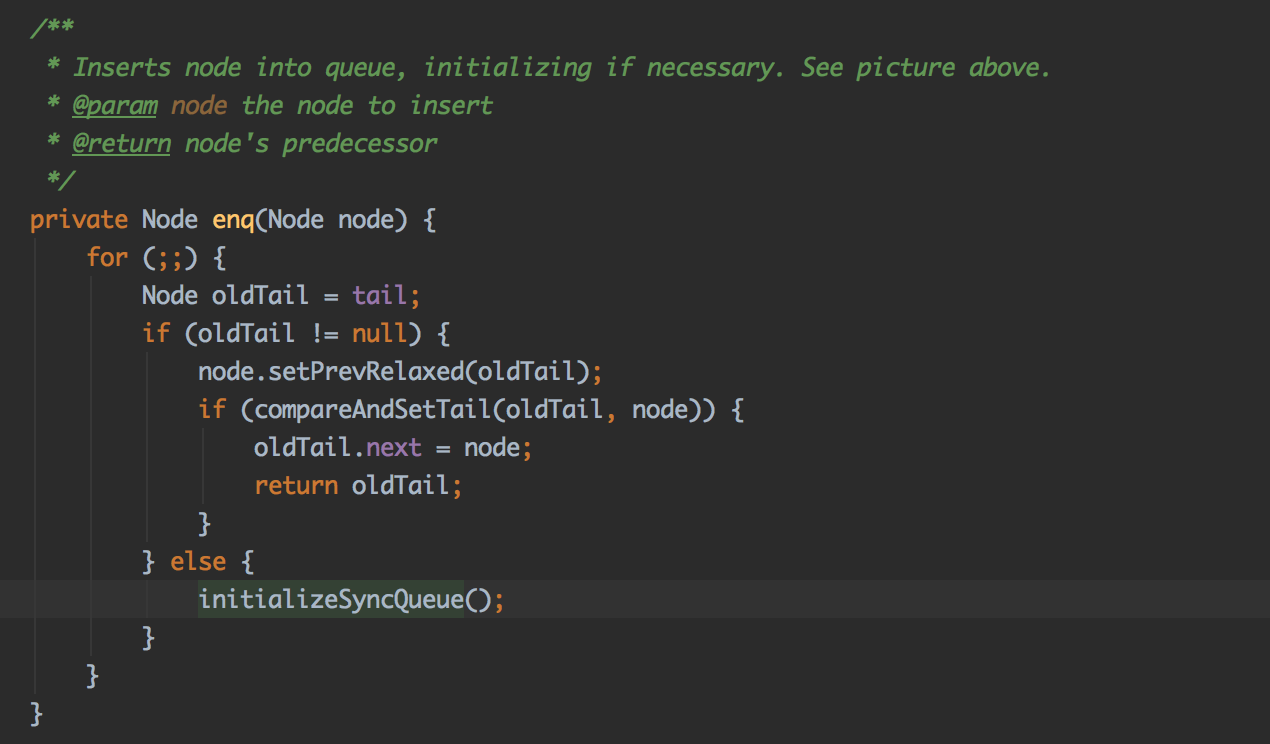 /**
 * Inserts node into queue, initializing if necessary. See picture above.
 * @param node the node to insert
 * @return node's predecessor
 */
private Node enq(Node node) {
    for (;;) {
        Node oldTail = tail;
        if (oldTail != null) {
            node.setPrevRelaxed(oldTail);
            if (compareAndSetTail(oldTail, node)) {
                oldTail.next = node;
                return oldTail;
            }
        } else {
            initializeSyncQueue();
        }
    }
}